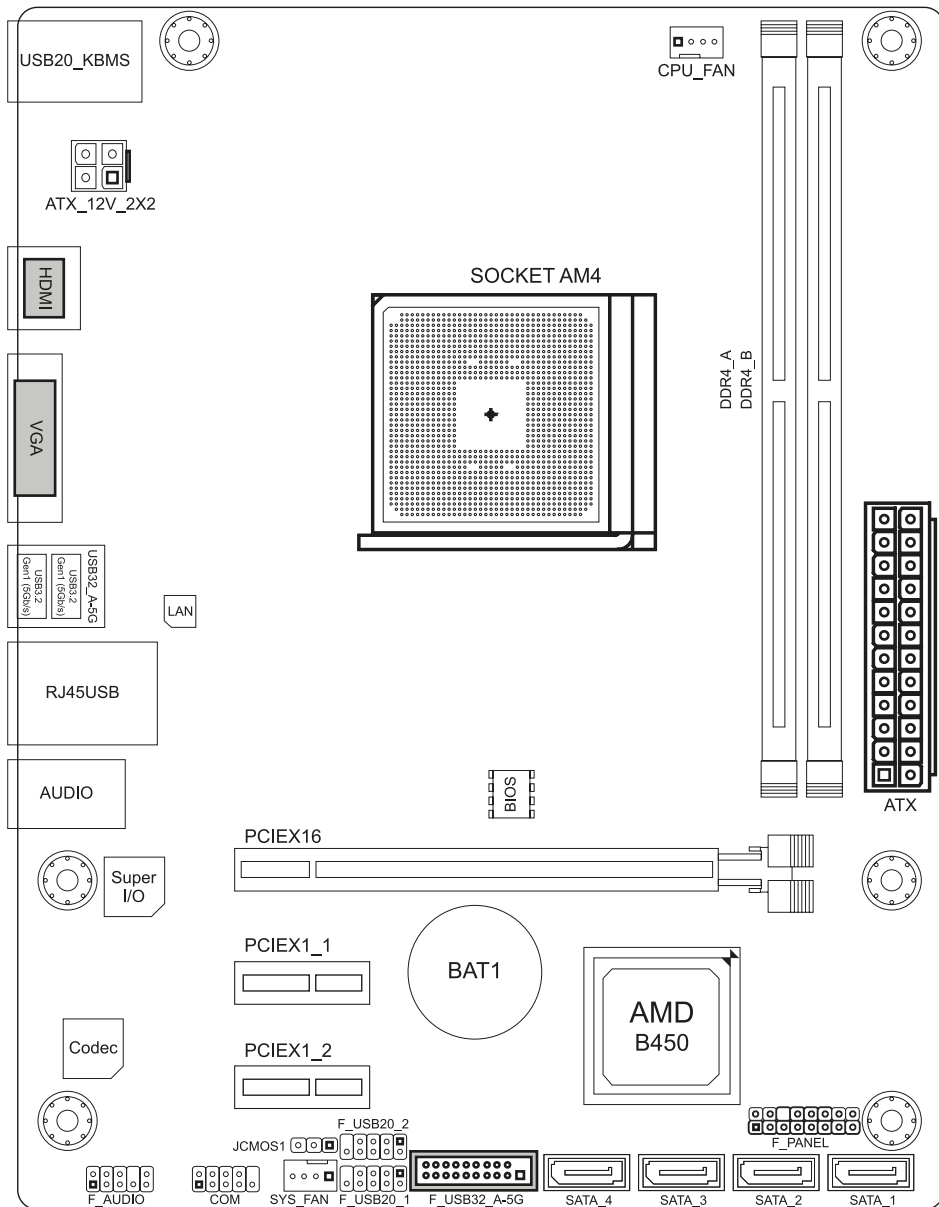 USB20_KBMS
CPU_FAN
ATX_12V_2X2
HDMI
SOCKET AM4
DDR4_A
DDR4_B
VGA
USB3.2
Gen1 (5Gb/s)
USB3.2
Gen1 (5Gb/s)
USB32_A-5G
LAN
RJ45USB
AUDIO
BIOS
ATX
PCIEX16
Super
I/O
PCIEX1_1
BAT1
AMD
B450
Codec
PCIEX1_2
F_USB20_2
JCMOS1
F_PANEL
F_AUDIO
COM
SYS_FAN
F_USB20_1
F_USB32_A-5G
SATA_4
SATA_3
SATA_2
SATA_1